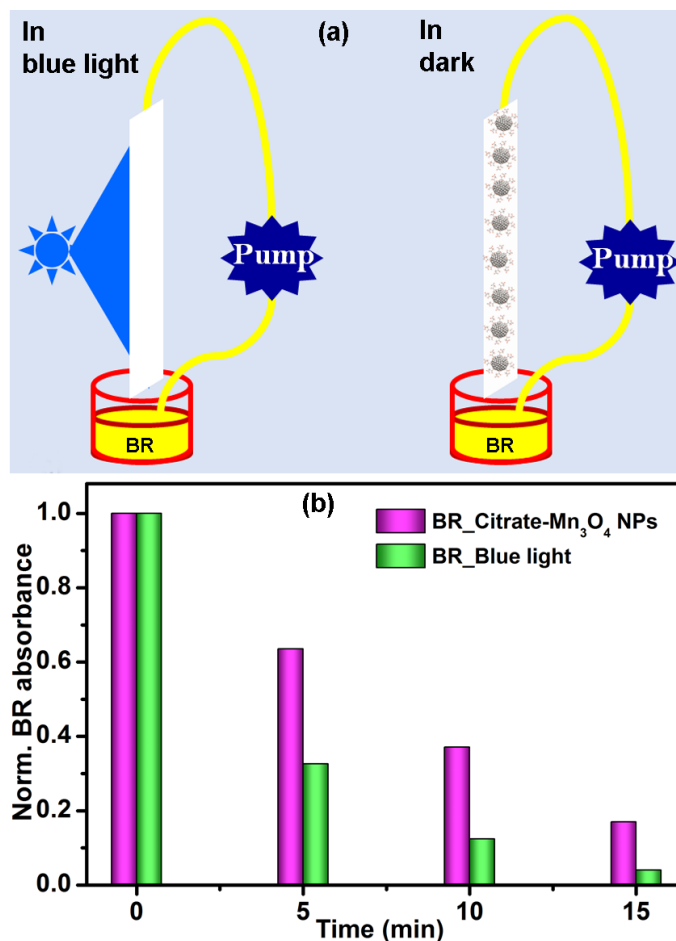 In
blue light
(a)
In
dark
Pump
Pump
BR
BR
(b)
BR_Citrate-Mn₃O₄ NPs
BR_Blue light
Norm. BR absorbance
1.0
0.8
0.6
0.4
0.2
0.0
0
5
10
15
Time (min)